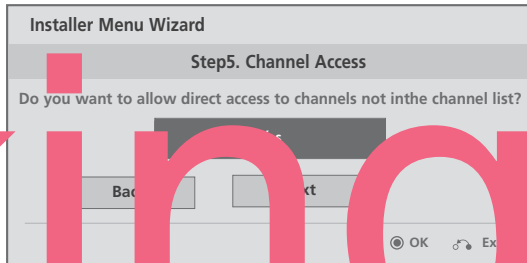 Installer Menu Wizard
Step5. Channel Access
Do you want to allow direct access to channels not inthe channel list?
OK